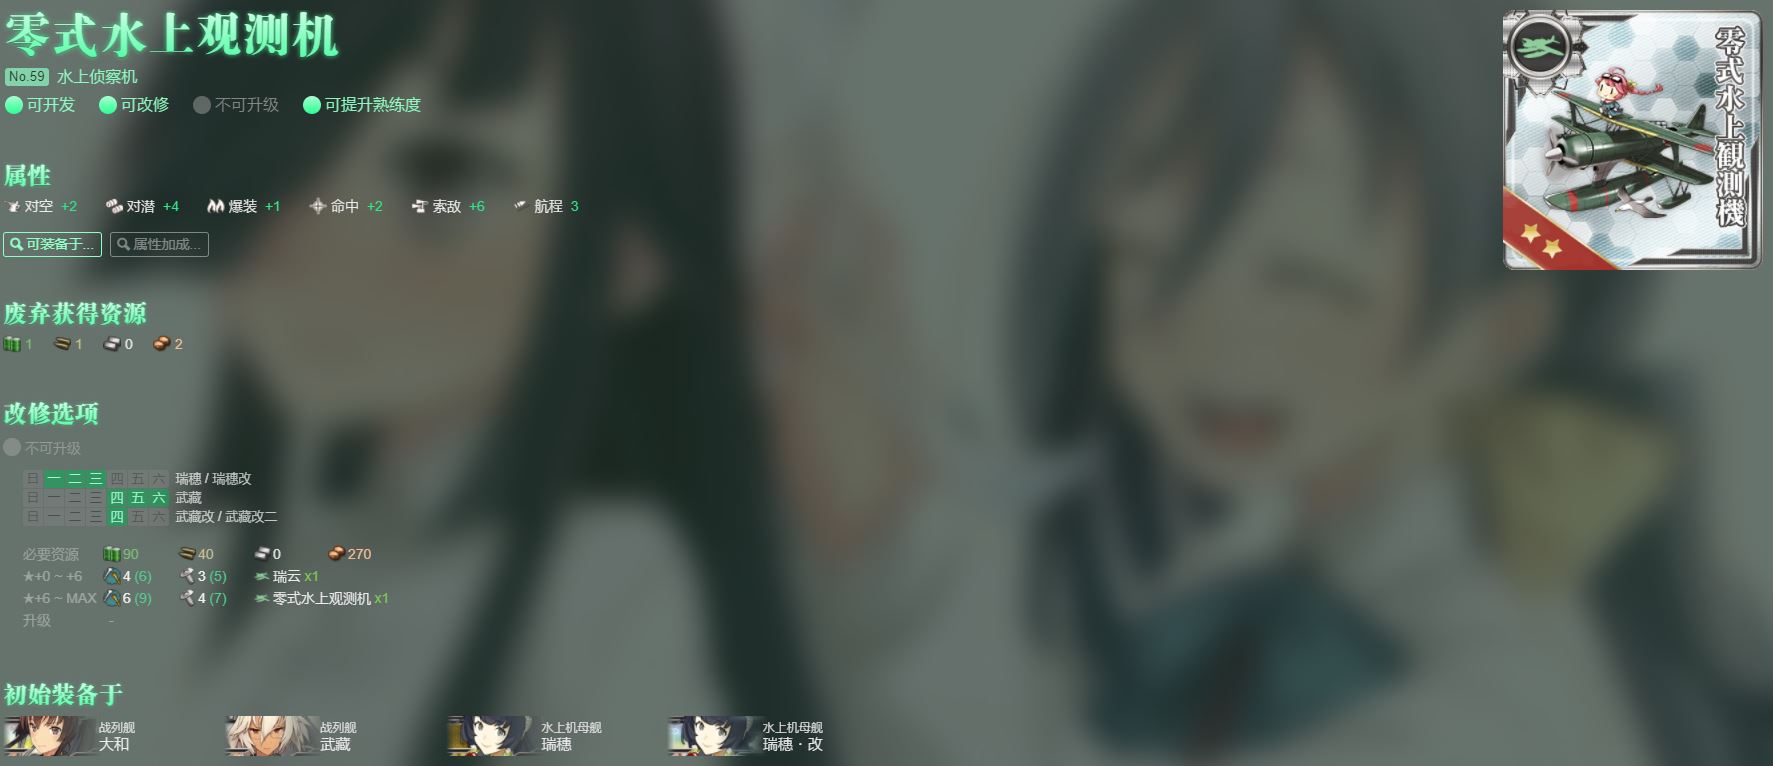 零式水上观测机
No.59 水上侦察机
可开发 可改修 不可升级 可提升熟练度
零式水上観測機
属性
对空 +2 对潜 +4 爆装 +1 命中 +2 索敌 +6 航程 3
可装备于... 属性加成...
废弃获得资源
1 1 0 2
改修选项
不可升级
日 一 二 三 四 五 六 瑞穗 / 瑞穗改
日 一 二 三 四 五 六 武藏
日 一 二 三 四 五 六 武藏改 / 武藏改二
必要资源 90 40 0 270
★+0 ~ +6 4 (6) 3 (5) 瑞云 x1
★+6 ~ MAX 6 (9) 4 (7) 零式水上观测机 x1
升级 -
初始装备于
战列舰 战列舰 水上机母舰 水上机母舰
大和 武藏 瑞穗 瑞穗·改